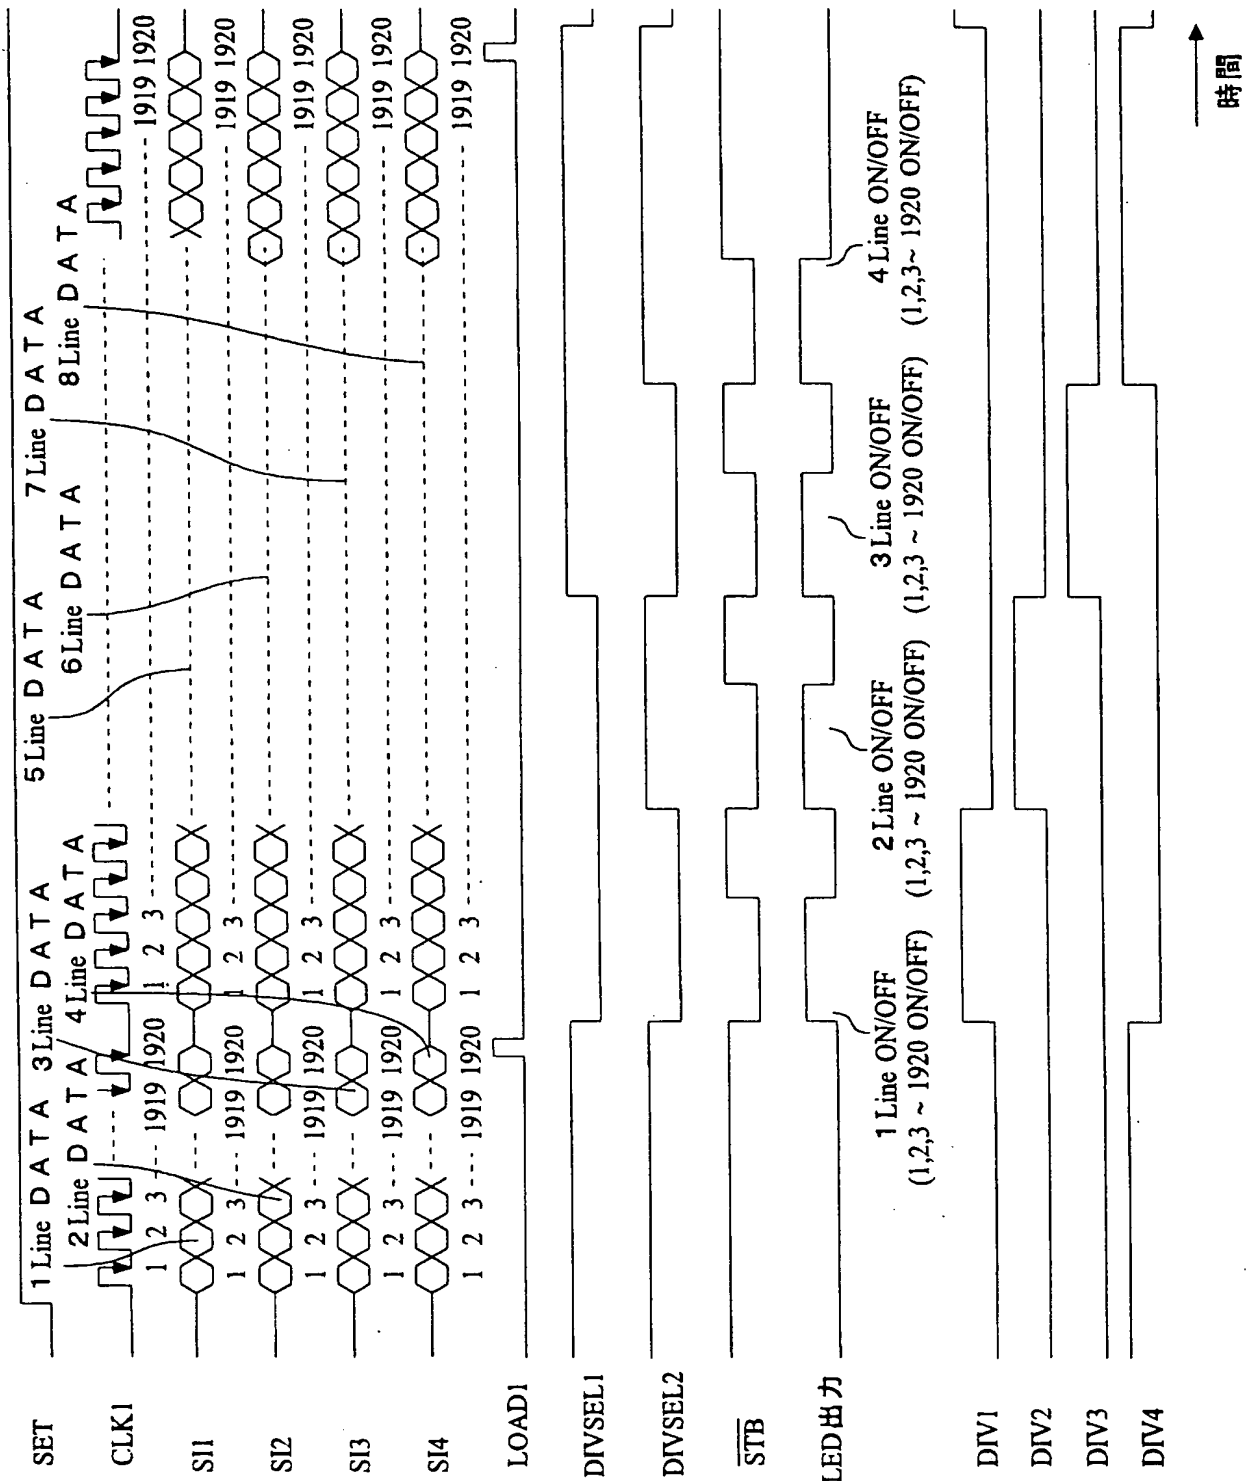 SET
1 Line DATA
3 Line DATA
5 Line DATA
7 Line DATA
2 Line DATA
4 Line DATA
6 Line DATA
8 Line DATA
CLK1
1 2 3 1919 1920 1 2 3 1919 1920
SI1
1 2 3 1919 1920 1 2 3 1919 1920
SI2
1 2 3 1919 1920 1 2 3 1919 1920
SI3
1 2 3 1919 1920 1 2 3 1919 1920
SI4
1 2 3 1919 1920 1 2 3 1919 1920
LOAD1
DIVSEL1
DIVSEL2
STB
LED出力
1 Line ON/OFF
(1,2,3 ~ 1920 ON/OFF)
2 Line ON/OFF
(1,2,3 ~ 1920 ON/OFF)
3 Line ON/OFF
(1,2,3 ~ 1920 ON/OFF)
4 Line ON/OFF
(1,2,3~ 1920 ON/OFF)
DIV1
DIV2
DIV3
DIV4
時間